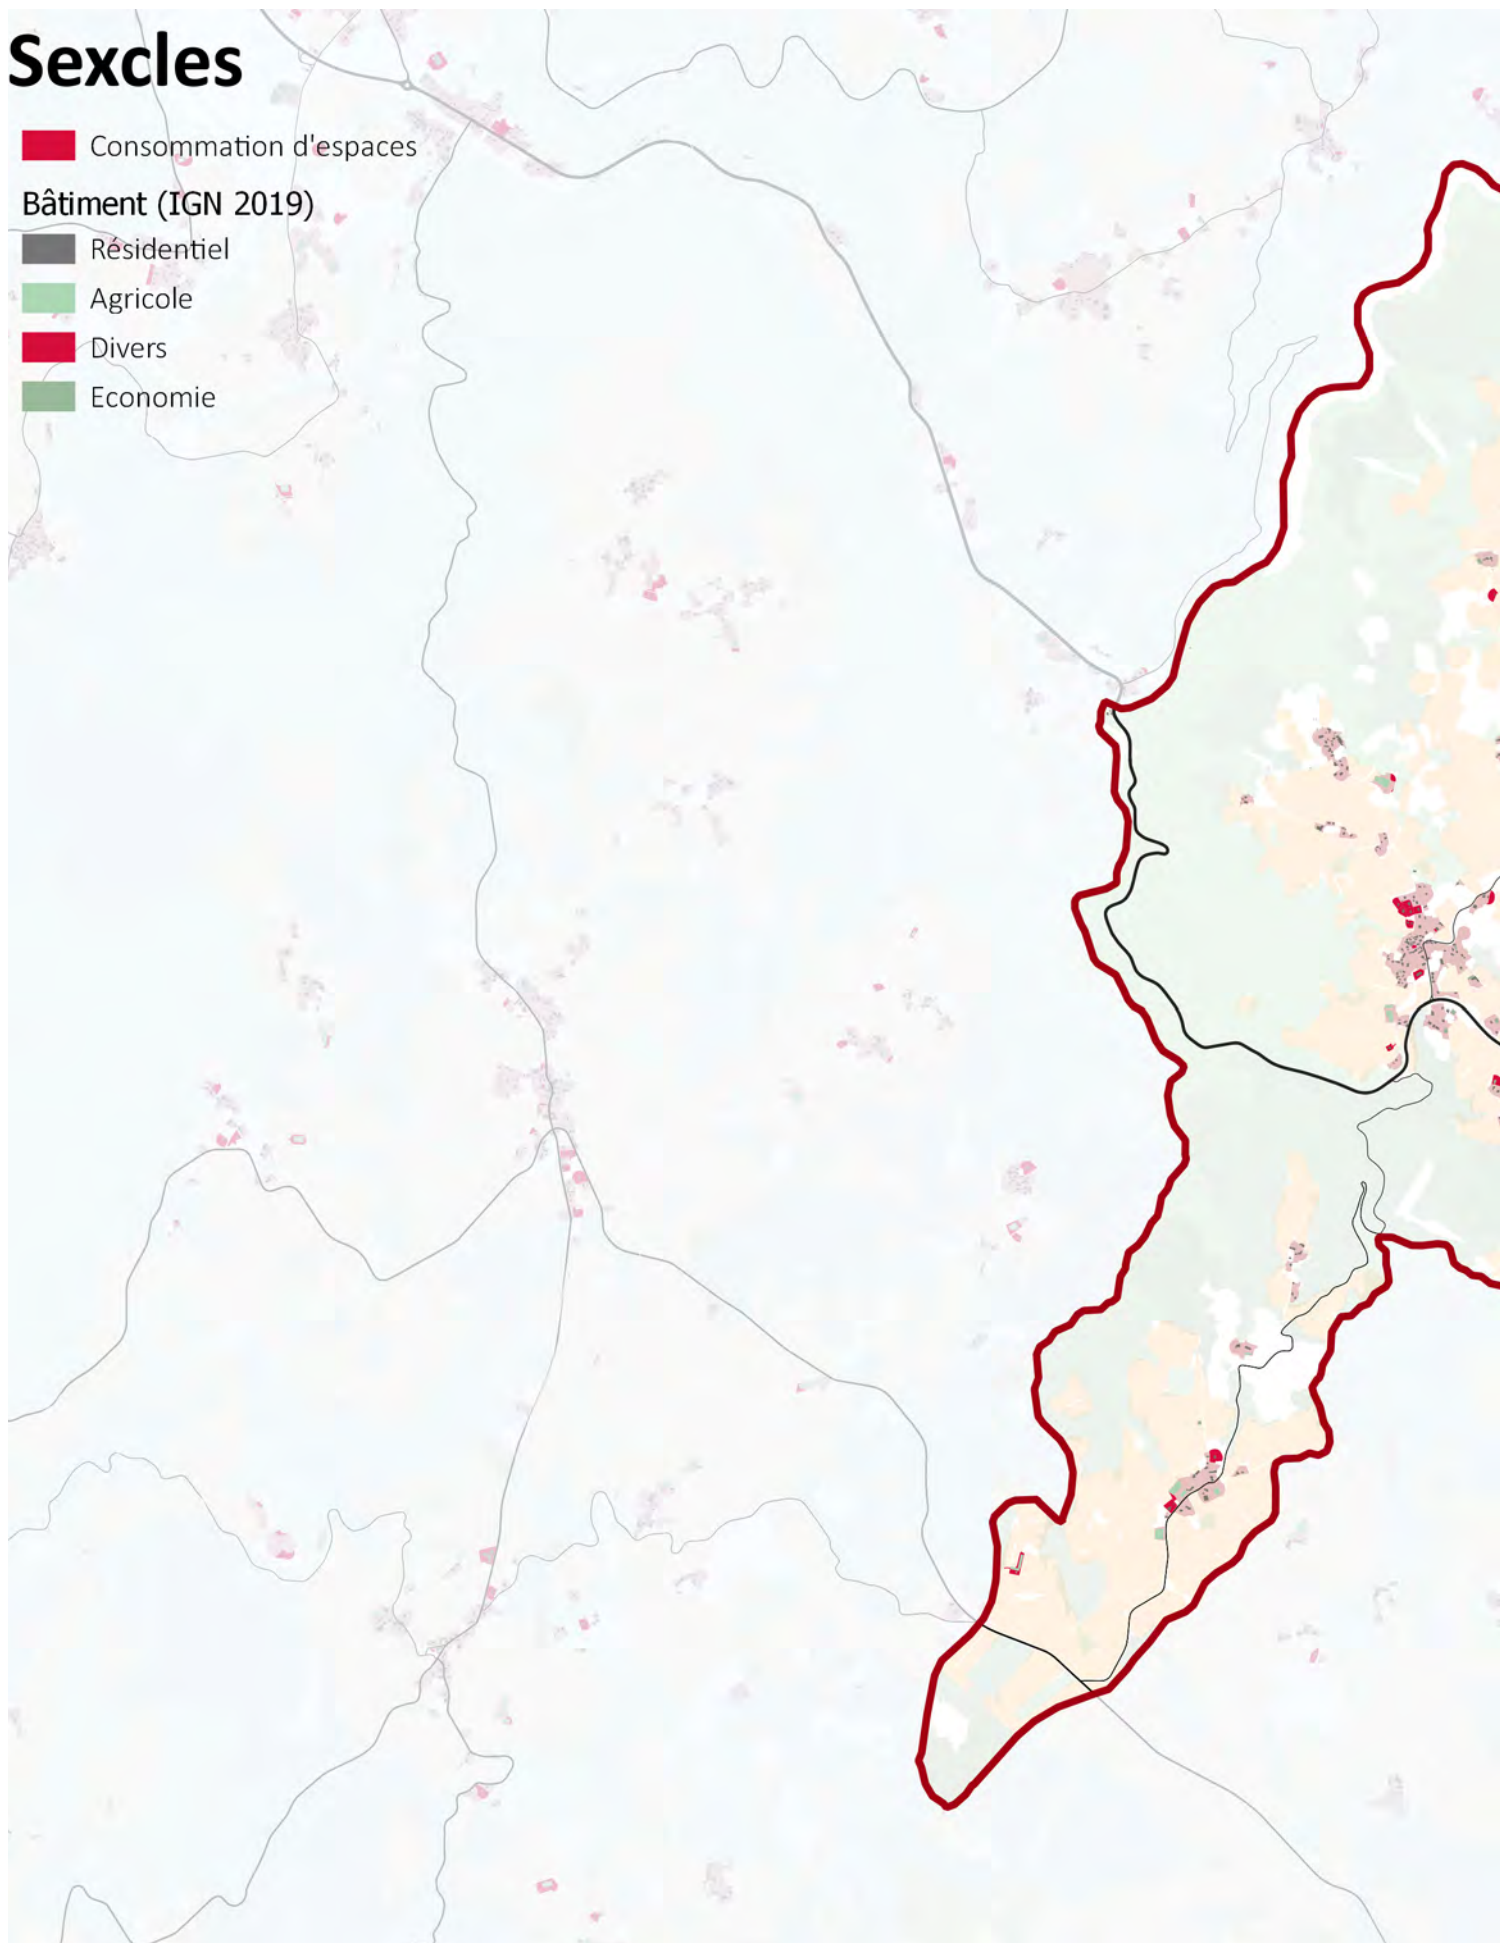 Sexcles
Consommation d'espaces
Bâtiment (IGN 2019)
Résidentiel
Agricole
Divers
Economie